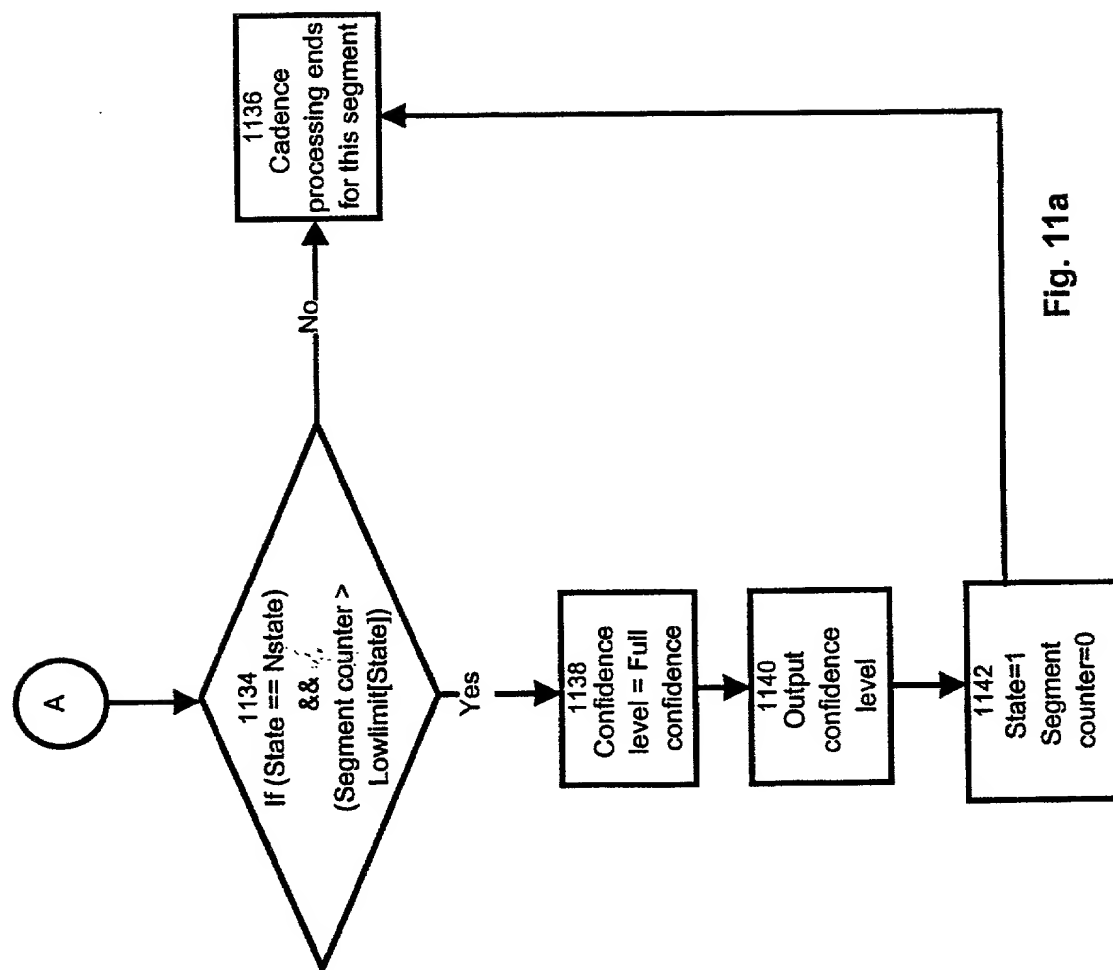 A
1134
If (State == Nstate)
&&
(Segment counter >
Lowlimit[State])
No
1136
Cadence
processing ends
for this segment
Yes
1138
Confidence
level = Full
confidence
1140
Output
confidence
level
1142
State=1
Segment
counter=0
Fig. 11a